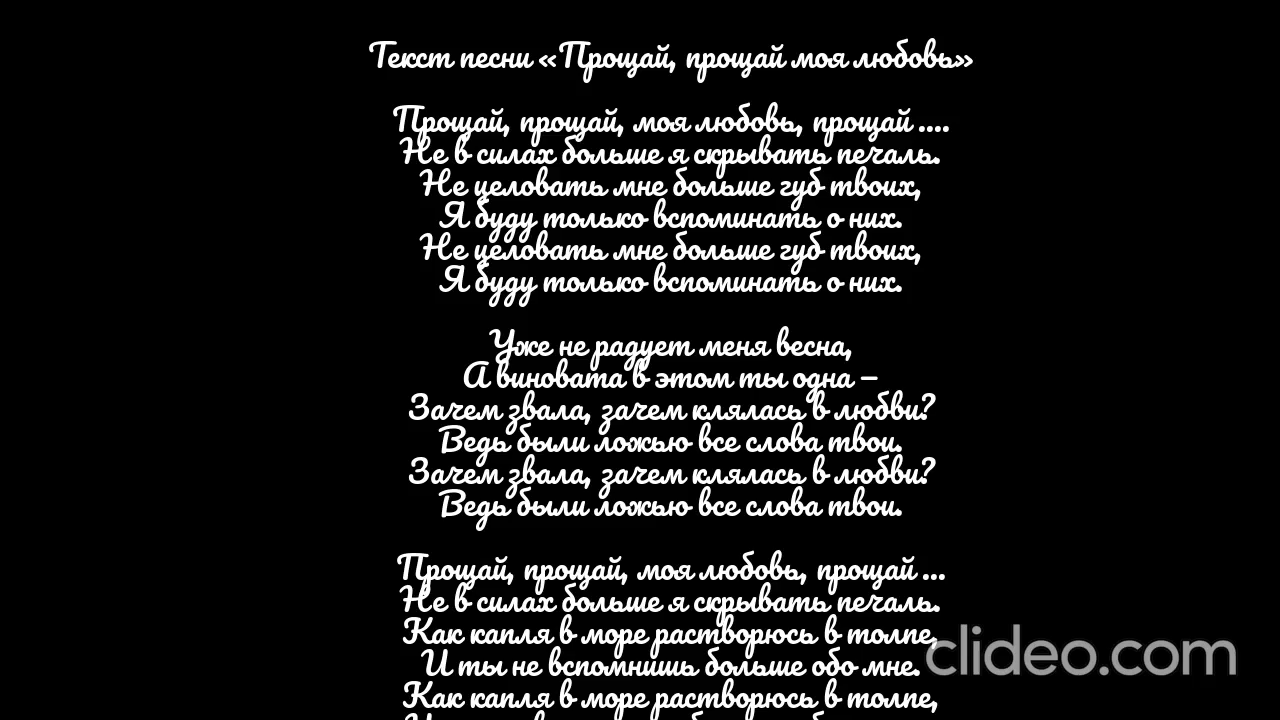 Текст песни «Прощай, прощай моя любовь»
Прощай, прощай, моя любовь, прощай ....
Не в силах больше я скрывать печаль.
Не целовать мне больше губ твоих,
Я буду только вспоминать о них.
Не целовать мне больше губ твоих,
Я буду только вспоминать о них.
Уже не радует меня весна,
А виновата в этом ты одна –
Зачем звала, зачем клялась в любви?
Ведь были ложью все слова твои.
Зачем звала, зачем клялась в любви?
Ведь были ложью все слова твои.
Прощай, прощай, моя любовь, прощай ...
Не в силах больше я скрывать печаль.
Как капля в море растворюсь в толпе,
И ты не вспомнишь больше обо мне.
Как капля в море растворюсь в толпе,
clideo.com